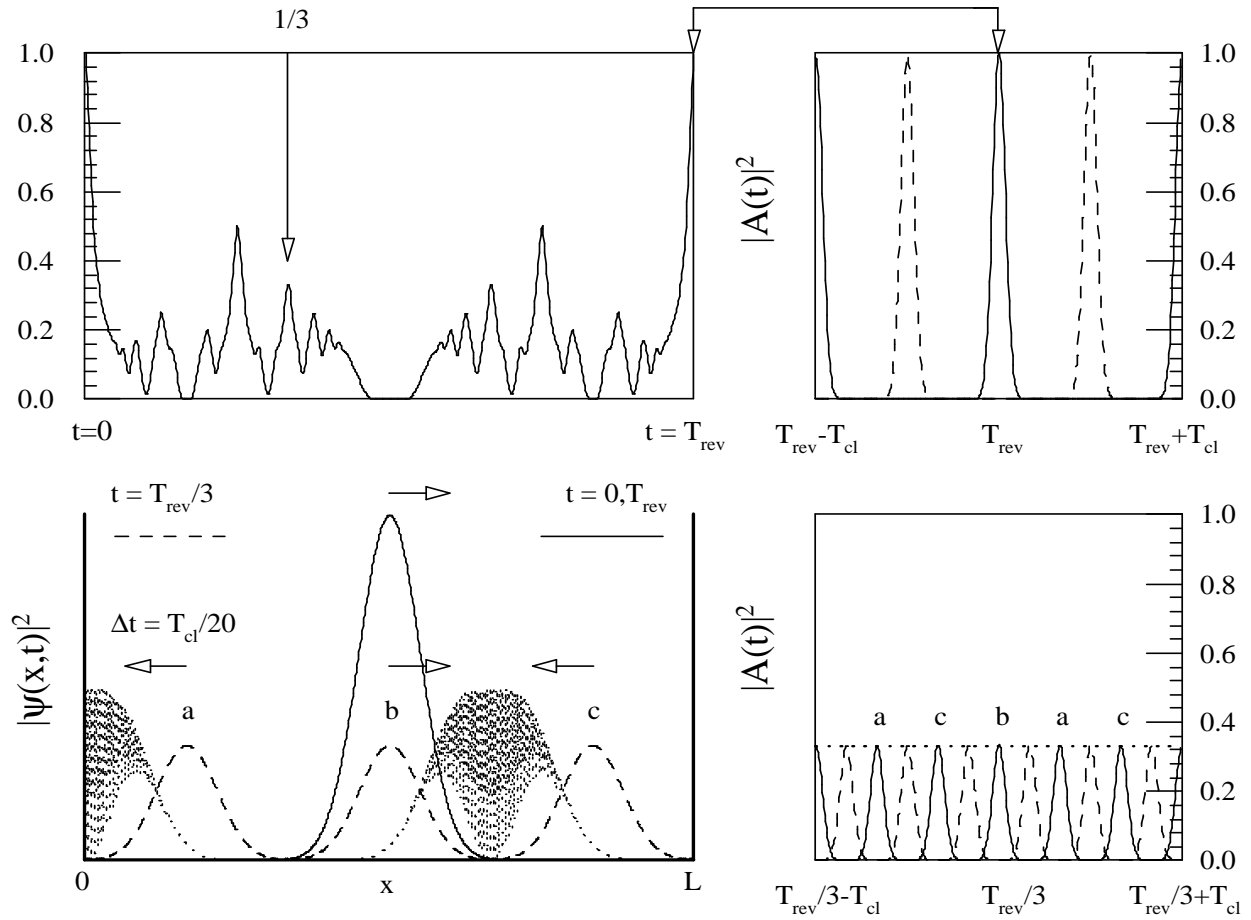 1/3
1.0
0.8
0.6
0.4
0.2
0.0
t=0
t = T_rev
|A(t)|²
1.0
0.8
0.6
0.4
0.2
0.0
T_rev-T_cl
T_rev
T_rev+T_cl
t = T_rev/3
t = 0,T_rev
Δt = T_cl/20
|ψ(x,t)|²
a
b
c
0
x
L
|A(t)|²
a
c
b
a
c
1.0
0.8
0.6
0.4
0.2
0.0
T_rev/3-T_cl
T_rev/3
T_rev/3+T_cl